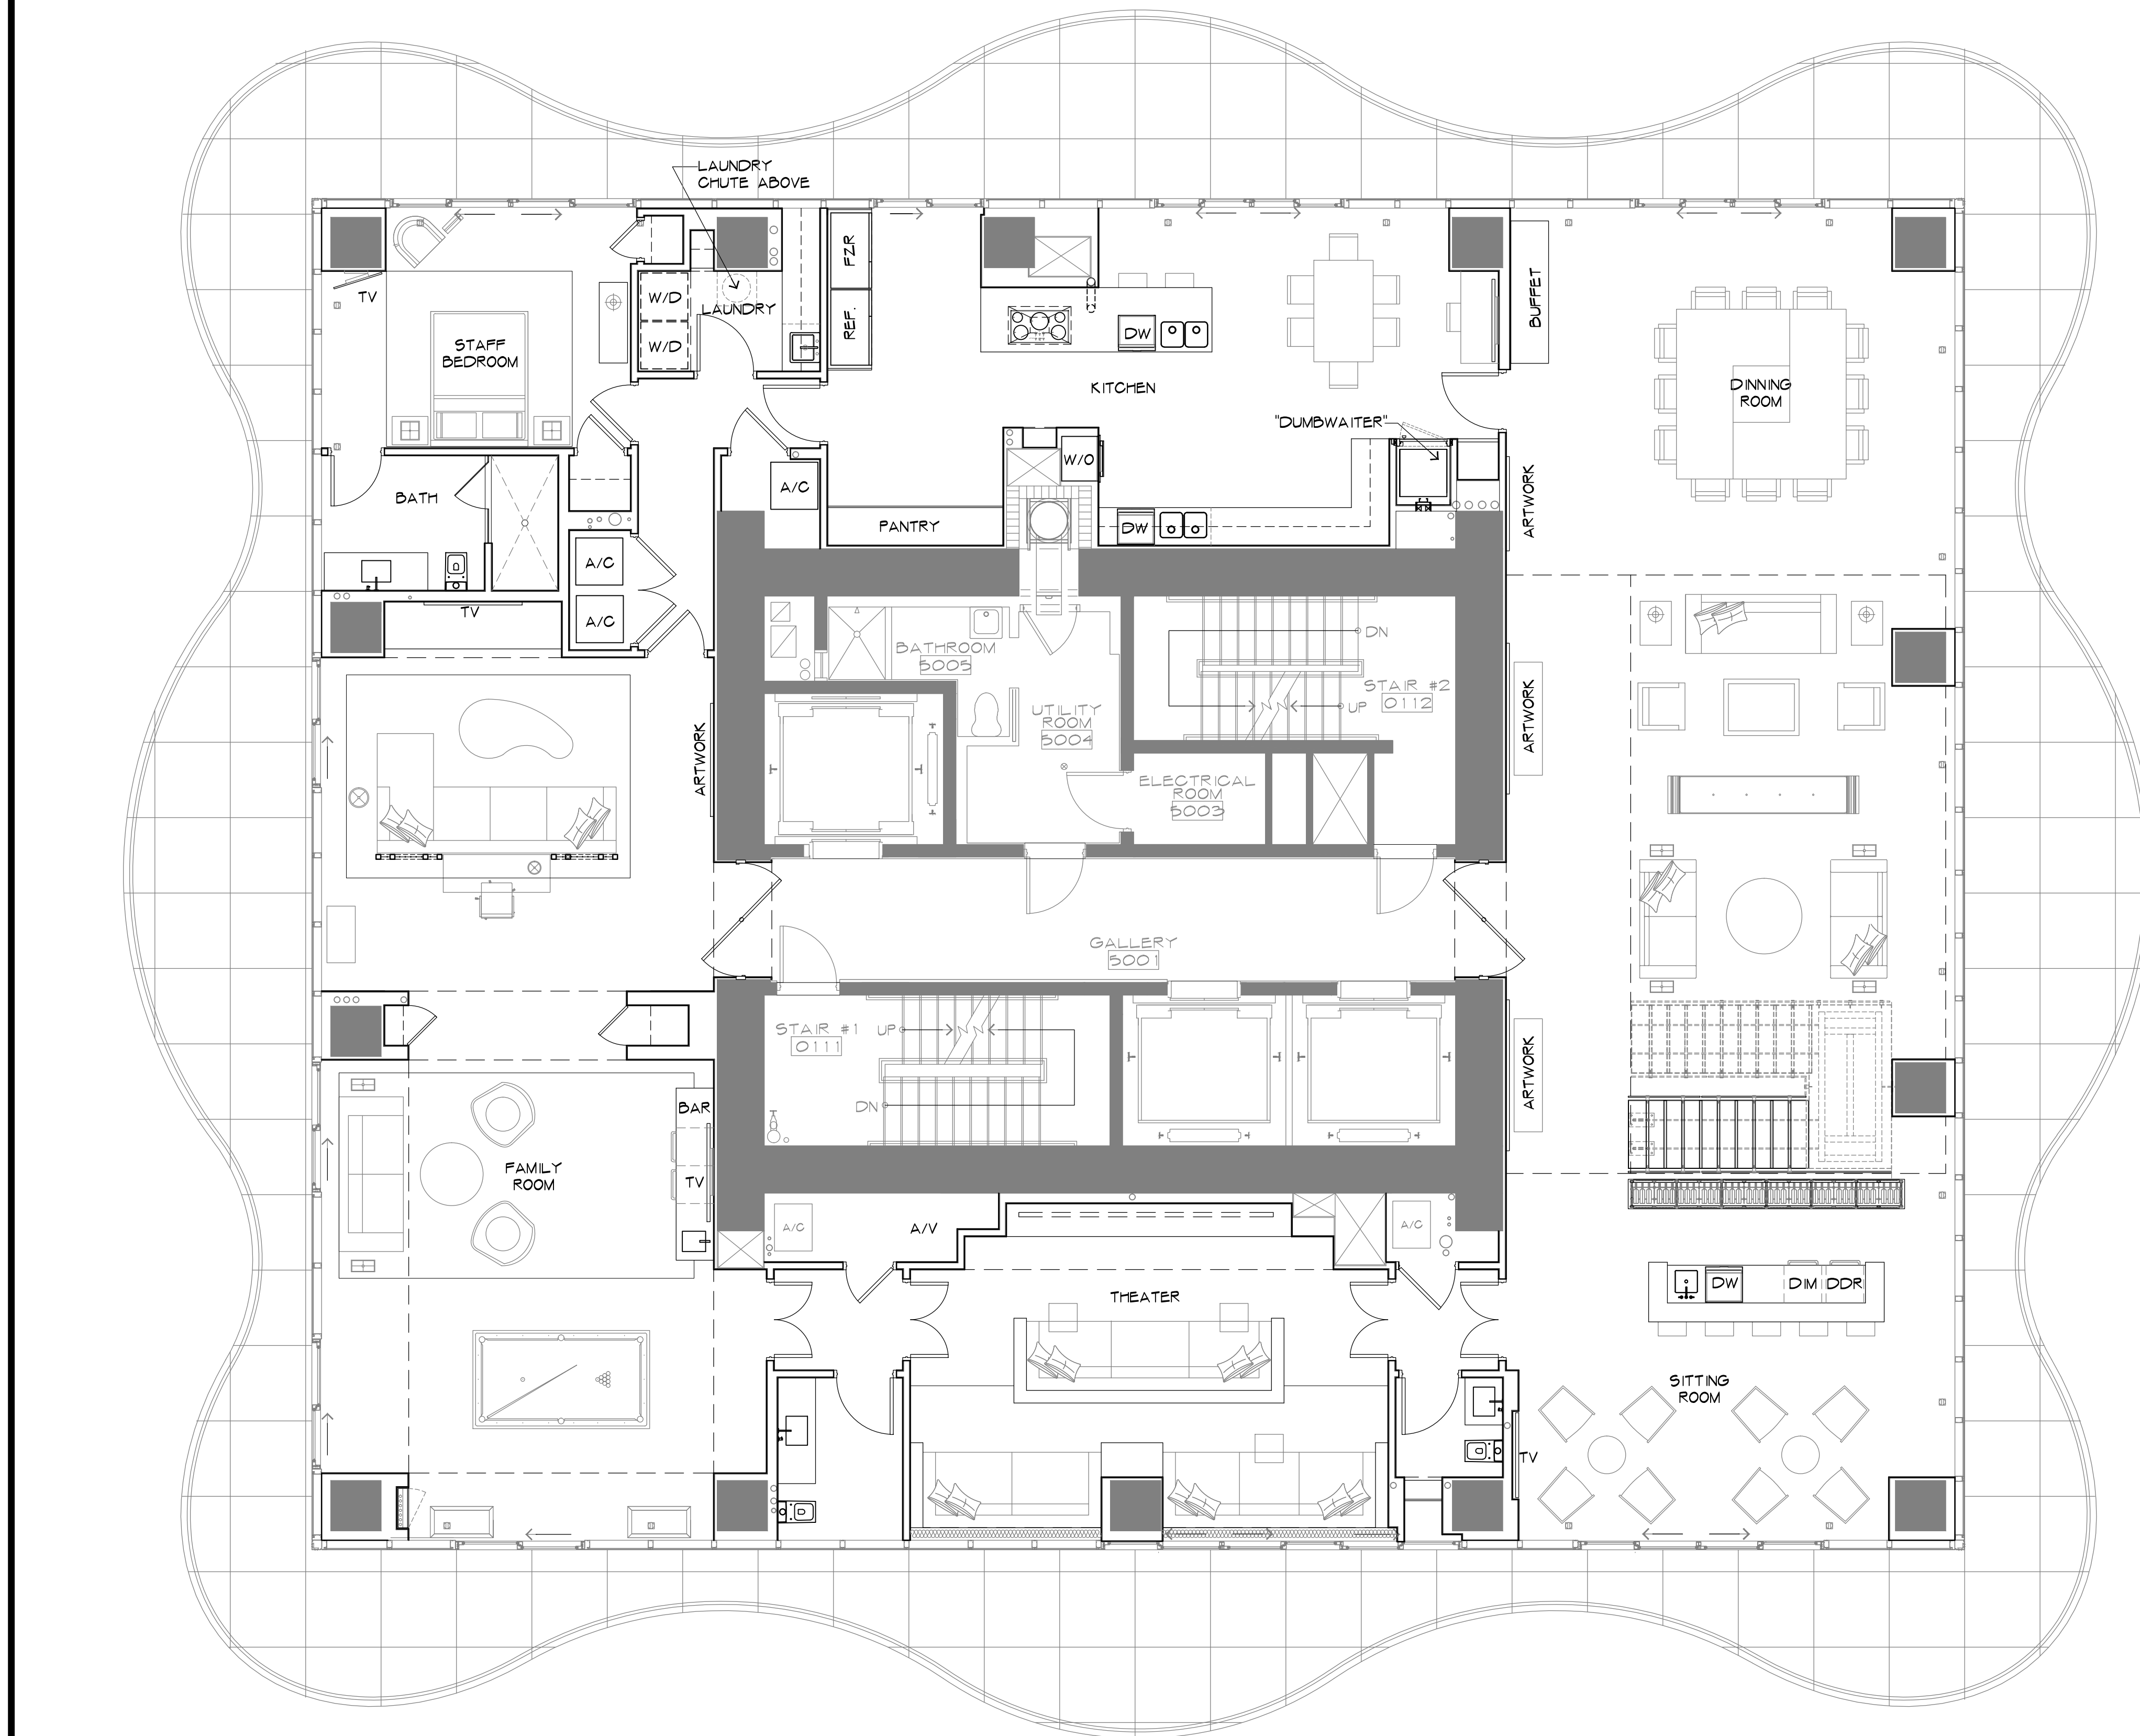 LAUNDRY
CHUTE ABOVE
TV
STAFF
BEDROOM
W/D
W/D
LAUNDRY
FZR
REF.
DW
KITCHEN
BUFFET
DINNING
ROOM
"DUMBWAITER"
BATH
A/C
W/O
PANTRY
DW
ARTWORK
A/C
A/C
TV
BATHROOM
5005
DN
STAIR #2
0112
UP
UTILITY
ROOM
5004
ELECTRICAL
ROOM
5003
ARTWORK
ARTWORK
GALLERY
5001
STAIR #1
0111
UP
DN
ARTWORK
BAR
FAMILY
ROOM
TV
A/C
A/V
A/C
THEATER
DW
DIM
DDR
SITTING
ROOM
TV